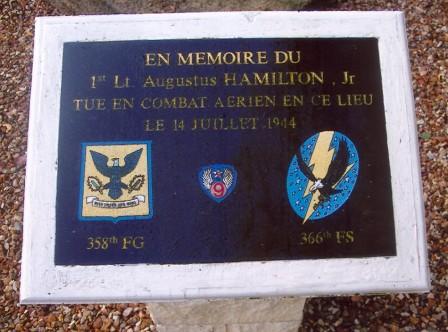 EN MEMOIRE DU
1st Lt. Augustus HAMILTON, Jr
TUE EN COMBAT AERIEN EN CE LIEU
LE 14 JUILLET 1944
9
358th FG
366th FS